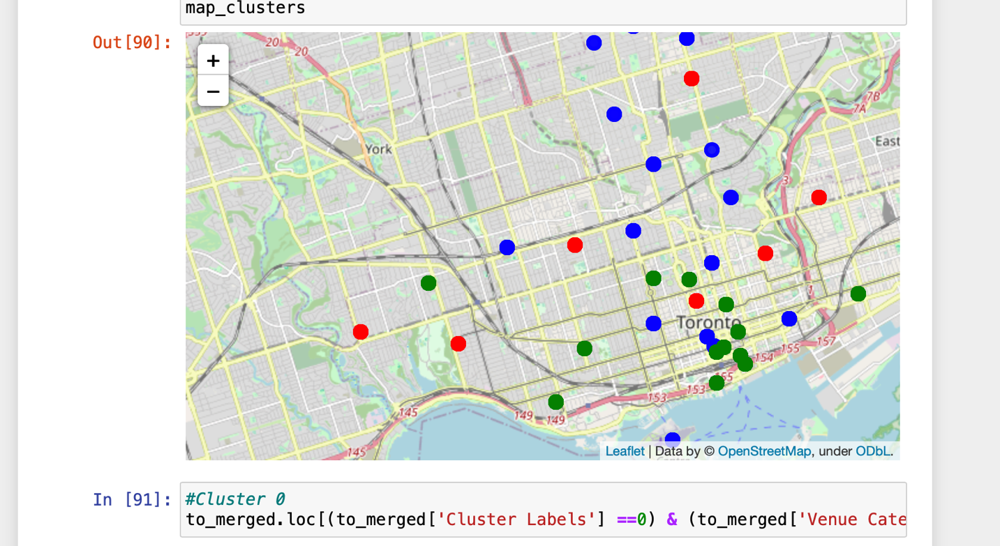 map_clusters
Out[90]:
+
−
20
20
7B
7A
York
East
3
1
Toronto
157
155
154
155
153
153
145
149
149
145
Leaflet | Data by © OpenStreetMap, under ODbL.
In [91]:
#Cluster 0
to_merged.loc[(to_merged['Cluster Labels'] ==0) & (to_merged['Venue Cate